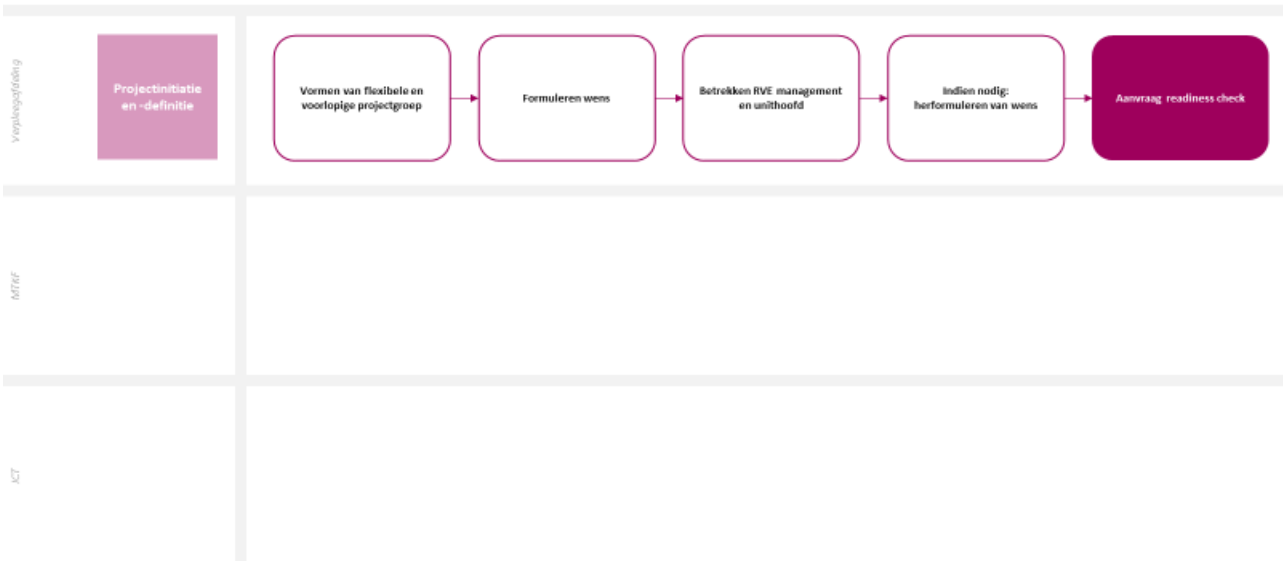 Verpleegafdeling
Projectinitiatie
en -definitie
Vormen van flexibele en
voorlopige projectgroep
Formuleren wens
Betrekken RVE management
en unithoofd
Indien nodig:
herformuleren van wens
Aanvraag readiness check
MTKF
ICT